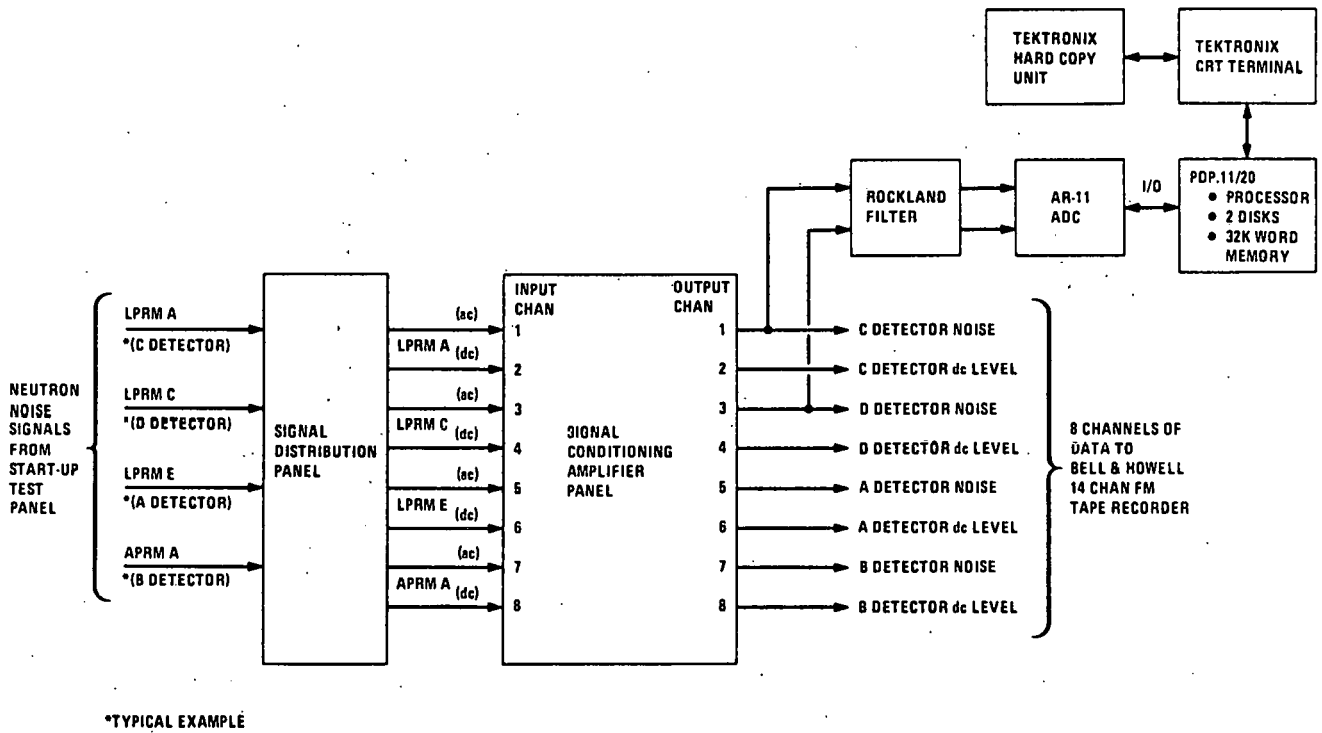 TEKTRONIX
HARD COPY
UNIT
TEKTRONIX
CRT TERMINAL
ROCKLAND
FILTER
AR-11
ADC
I/O
PDP.11/20
• PROCESSOR
• 2 DISKS
• 32K WORD
MEMORY
NEUTRON
NOISE
SIGNALS
FROM
START-UP
TEST
PANEL
LPRM A
*(C DETECTOR)
LPRM C
*(D DETECTOR)
LPRM E
*(A DETECTOR)
APRM A
*(B DETECTOR)
SIGNAL
DISTRIBUTION
PANEL
(ac)
LPRM A
(dc)
(ac)
LPRM C
(dc)
(ac)
LPRM E
(dc)
(ac)
APRM A
(dc)
INPUT
CHAN
1
2
3
4
5
6
7
8
SIGNAL
CONDITIONING
AMPLIFIER
PANEL
OUTPUT
CHAN
1
2
3
4
5
6
7
8
C DETECTOR NOISE
C DETECTOR dc LEVEL
D DETECTOR NOISE
D DETECTOR dc LEVEL
A DETECTOR NOISE
A DETECTOR dc LEVEL
B DETECTOR NOISE
B DETECTOR dc LEVEL
8 CHANNELS OF
DATA TO
BELL & HOWELL
14 CHAN FM
TAPE RECORDER
*TYPICAL EXAMPLE